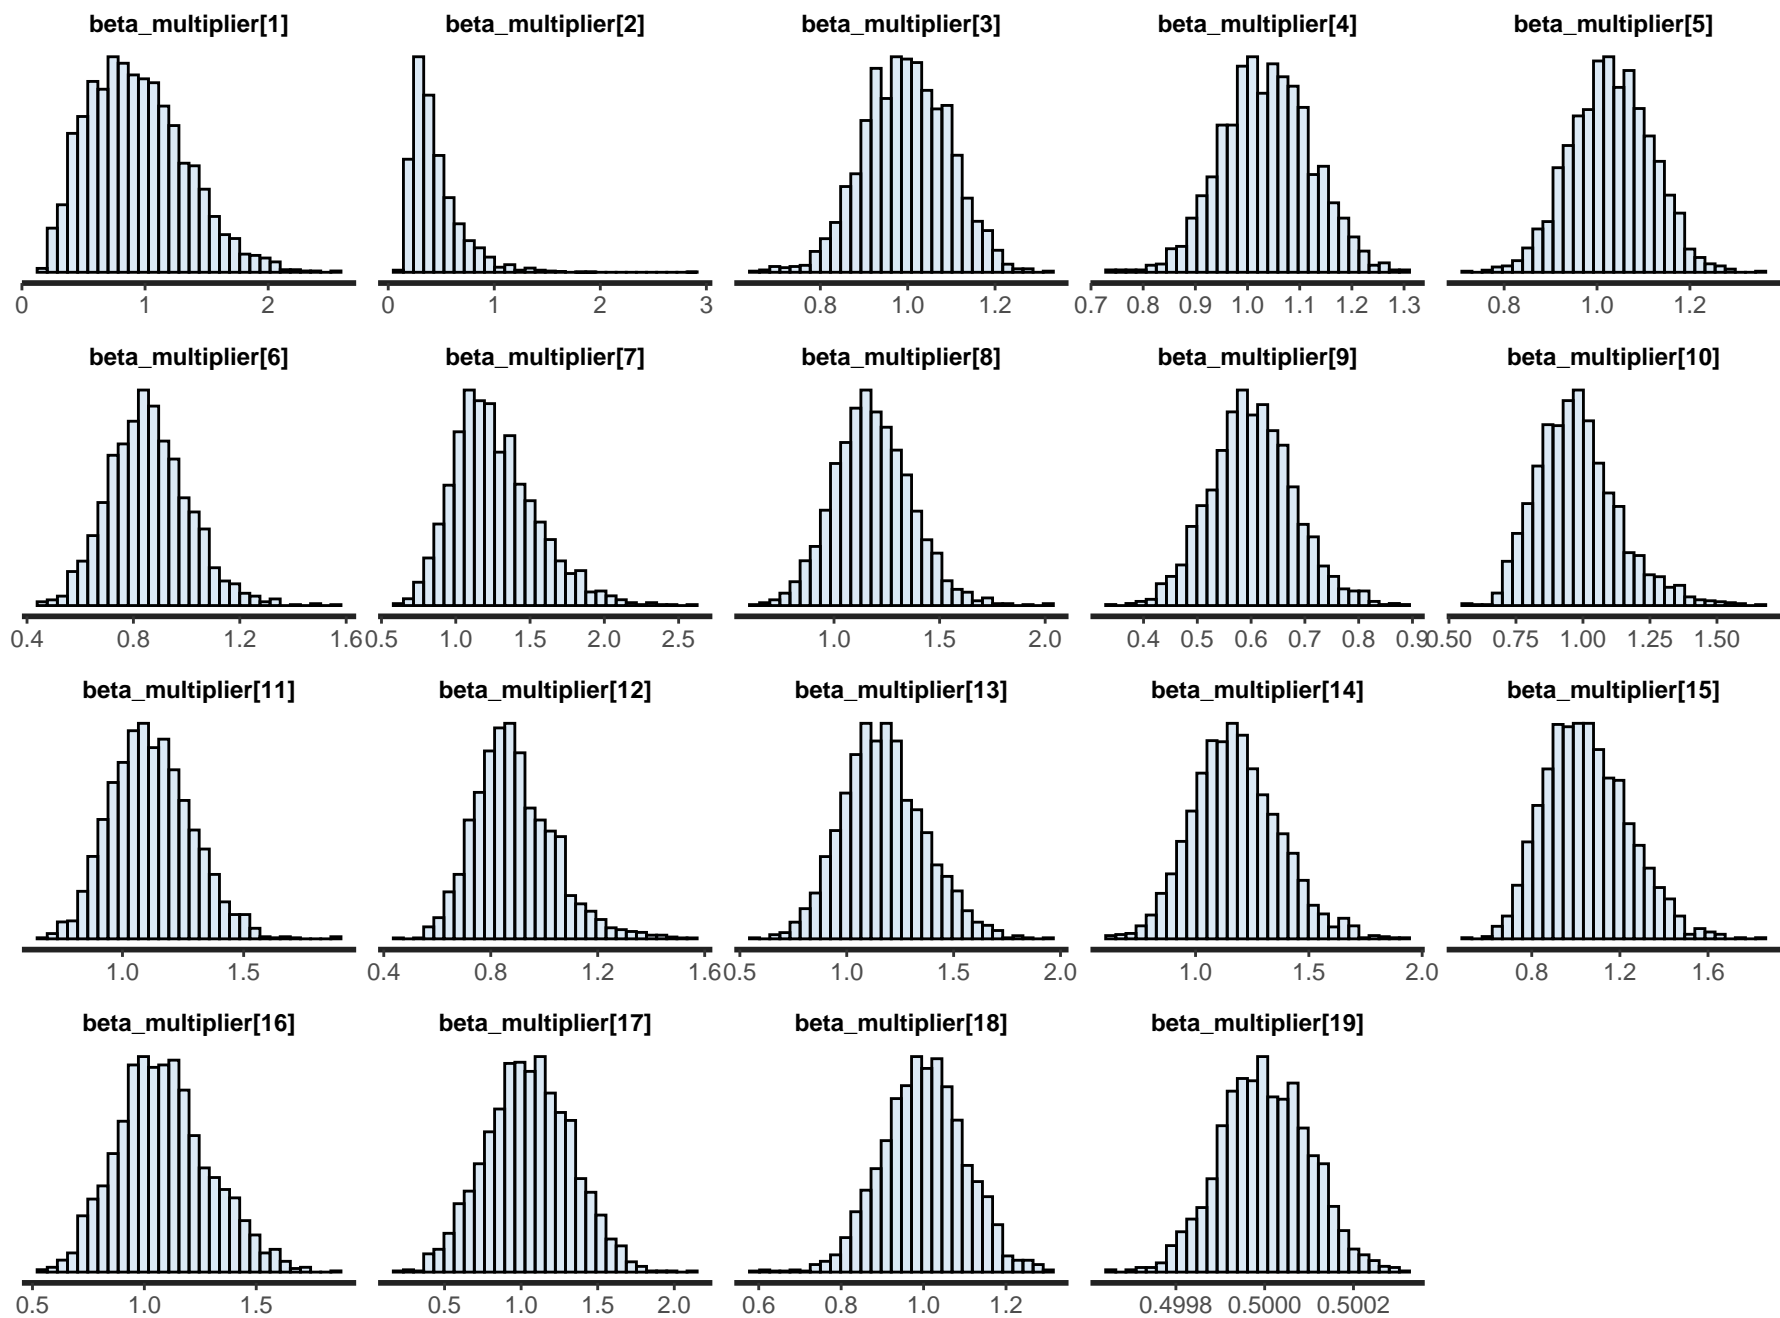 beta_multiplier[1] beta_multiplier[2] beta_multiplier[3] beta_multiplier[4] beta_multiplier[5]
0 1 2 0 1 2 3 0.8 1.0 1.2 0.7 0.8 0.9 1.0 1.1 1.2 1.3 0.8 1.0 1.2
beta_multiplier[6] beta_multiplier[7] beta_multiplier[8] beta_multiplier[9] beta_multiplier[10]
0.4 0.8 1.2 1.6 0.5 1.0 1.5 2.0 2.5 1.0 1.5 2.0 0.4 0.5 0.6 0.7 0.8 0.9 0.50 0.75 1.00 1.25 1.50
beta_multiplier[11] beta_multiplier[12] beta_multiplier[13] beta_multiplier[14] beta_multiplier[15]
1.0 1.5 0.4 0.8 1.2 1.6 0.5 1.0 1.5 2.0 1.0 1.5 2.0 0.8 1.2 1.6
beta_multiplier[16] beta_multiplier[17] beta_multiplier[18] beta_multiplier[19]
0.5 1.0 1.5 0.5 1.0 1.5 2.0 0.6 0.8 1.0 1.2 0.4998 0.5000 0.5002